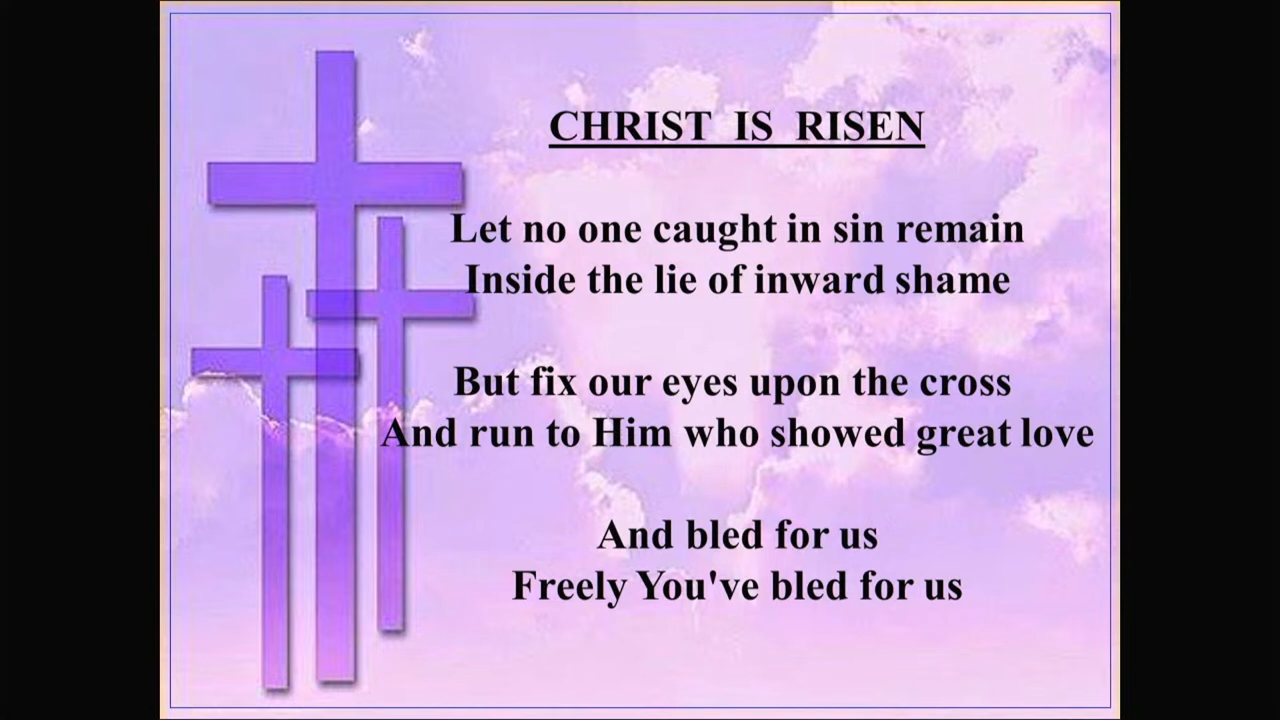 CHRIST IS RISEN
Let no one caught in sin remain
Inside the lie of inward shame
But fix our eyes upon the cross
And run to Him who showed great love
And bled for us
Freely You've bled for us